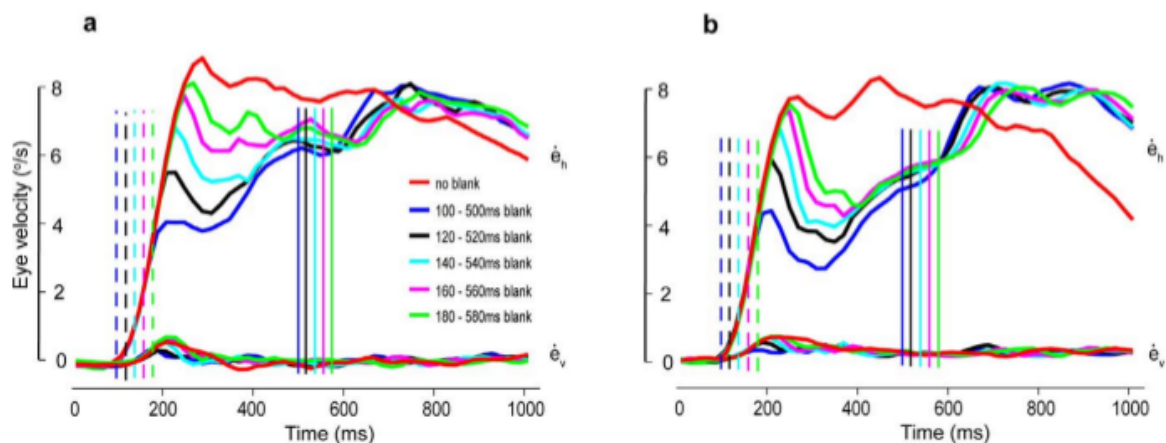 a
b
Eye velocity (°/s)
8
6
4
2
0
ė_h
ė_v
no blank
100 - 500ms blank
120 - 520ms blank
140 - 540ms blank
160 - 560ms blank
180 - 580ms blank
0 200 400 600 800 1000
Time (ms)
8
6
4
2
0
ė_h
ė_v
0 200 400 600 800 1000
Time (ms)